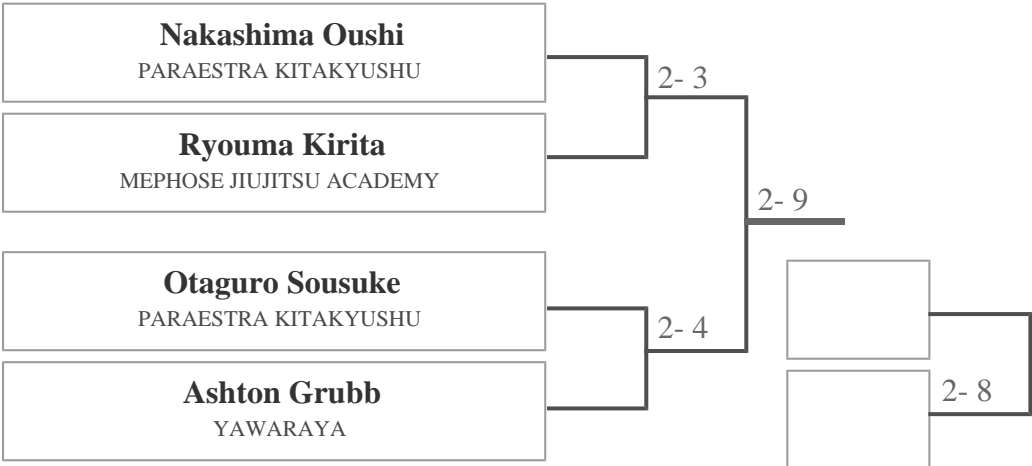 Nakashima Oushi
PARAESTRA KITAKYUSHU
2- 3
Ryouma Kirita
MEPHOSE JIUJITSU ACADEMY
2- 9
Otaguro Sousuke
PARAESTRA KITAKYUSHU
2- 4
Ashton Grubb
YAWARAYA
2- 8